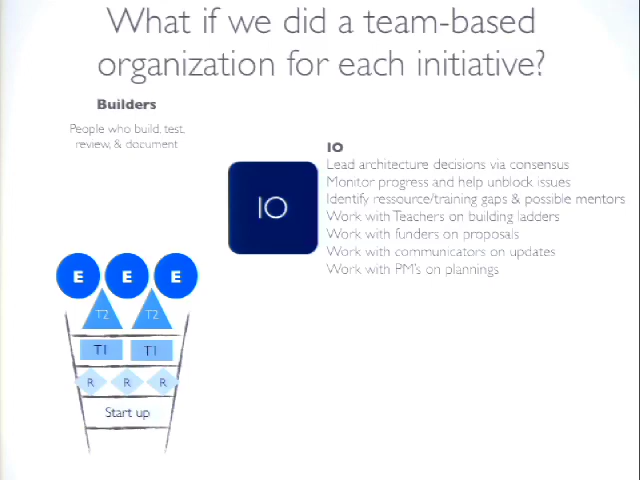 What if we did a team-based
organization for each initiative?
Builders
People who build, test,
review, & document
IO
IO
Lead architecture decisions via consensus
Monitor progress and help unblock issues
Identify ressource/training gaps & possible mentors
Work with Teachers on building ladders
Work with funders on proposals
Work with communicators on updates
Work with PM's on plannings
E E E
T2 T2
T1 T1
R R R
Start up